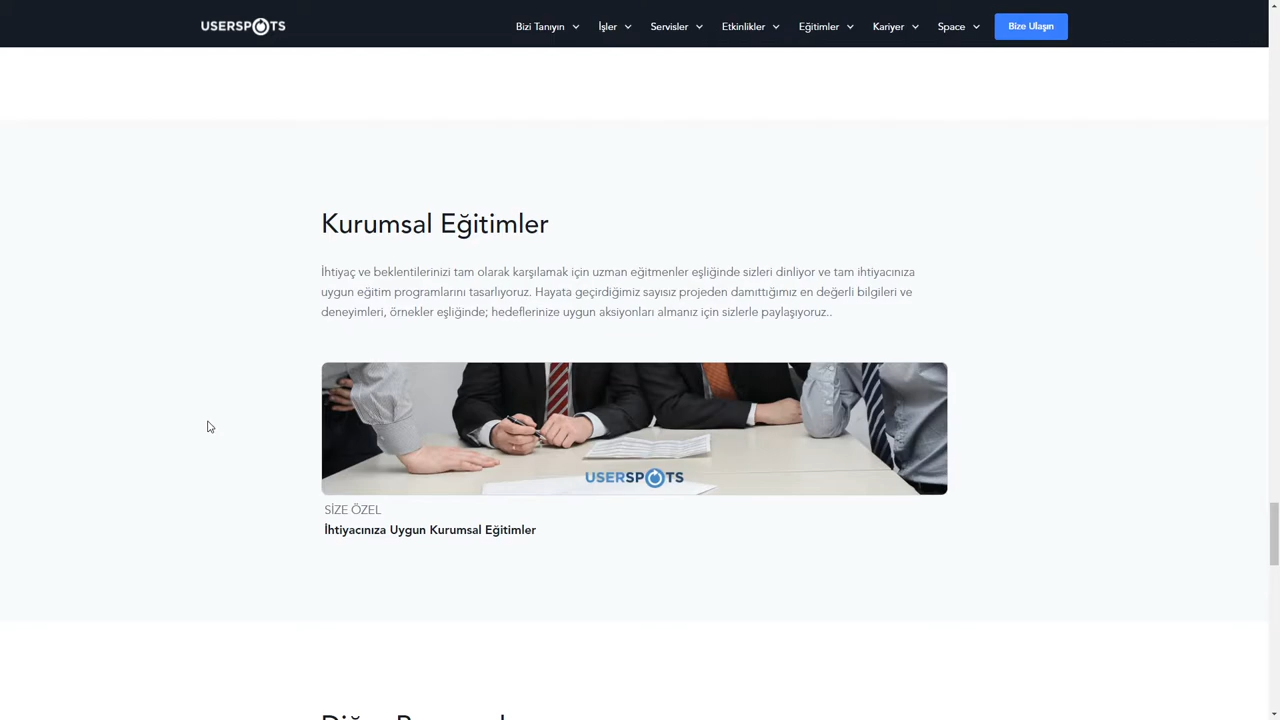 USERSPOTS
Bizi Tanıyın
İşler
Servisler
Etkinlikler
Eğitimler
Kariyer
Space
Bize Ulaşın
Kurumsal Eğitimler
İhtiyaç ve beklentilerinizi tam olarak karşılamak için uzman eğitmenler eşliğinde sizleri dinliyor ve tam ihtiyacınıza
uygun eğitim programlarını tasarlıyoruz. Hayata geçirdiğimiz sayısız projeden damıttığımız en değerli bilgileri ve
deneyimleri, örnekler eşliğinde; hedeflerinize uygun aksiyonları almanız için sizlerle paylaşıyoruz..
USERSPOTS
SİZE ÖZEL
İhtiyacınıza Uygun Kurumsal Eğitimler